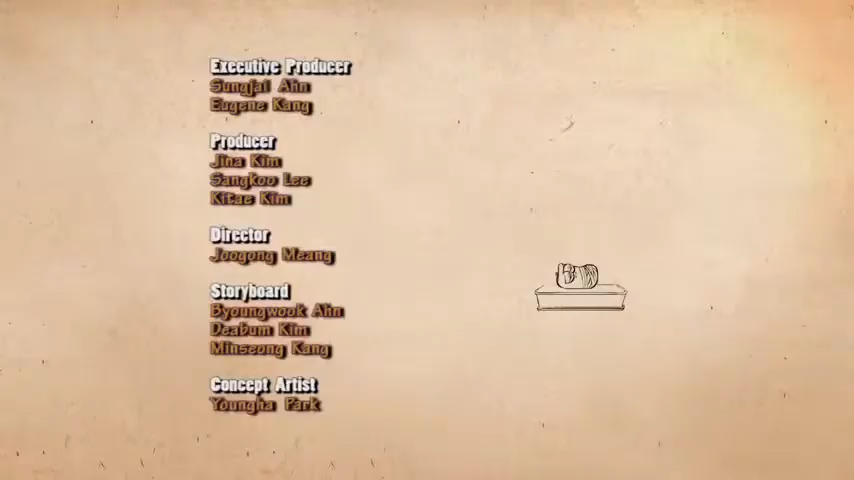 Executive Producer
Sungjai Ahn
Eugene Kang
Producer
Jina Kim
Sangkoo Lee
Kitae Kim
Director
Joogong Meang
Storyboard
Byoungwook Ahn
Deabum Kim
Minseong Kang
Concept Artist
Youngha Park